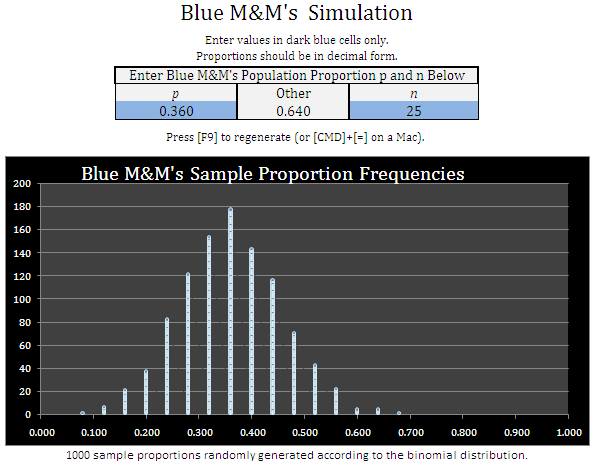 Blue M&M's Simulation
Enter values in dark blue cells only.
Proportions should be in decimal form.
Enter Blue M&M's Population Proportion p and n Below
p Other n
0.360 0.640 25
Press [F9] to regenerate (or [CMD]+[=] on a Mac).
Blue M&M's Sample Proportion Frequencies
200
180
160
140
120
100
80
60
40
20
0
0.000 0.100 0.200 0.300 0.400 0.500 0.600 0.700 0.800 0.900 1.000
1000 sample proportions randomly generated according to the binomial distribution.